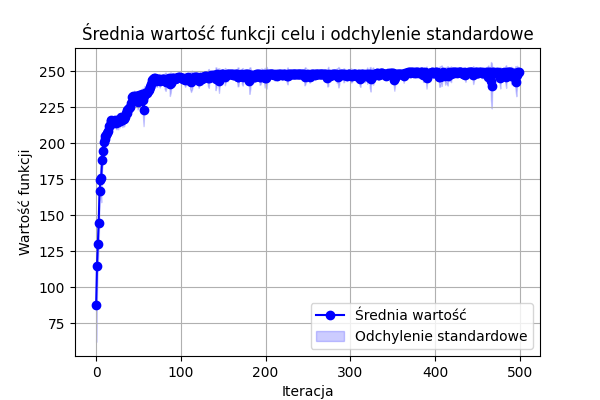 Średnia wartość funkcji celu i odchylenie standardowe
Wartość funkcji
250
225
200
175
150
125
100
75
0 100 200 300 400 500
Iteracja
Średnia wartość
Odchylenie standardowe